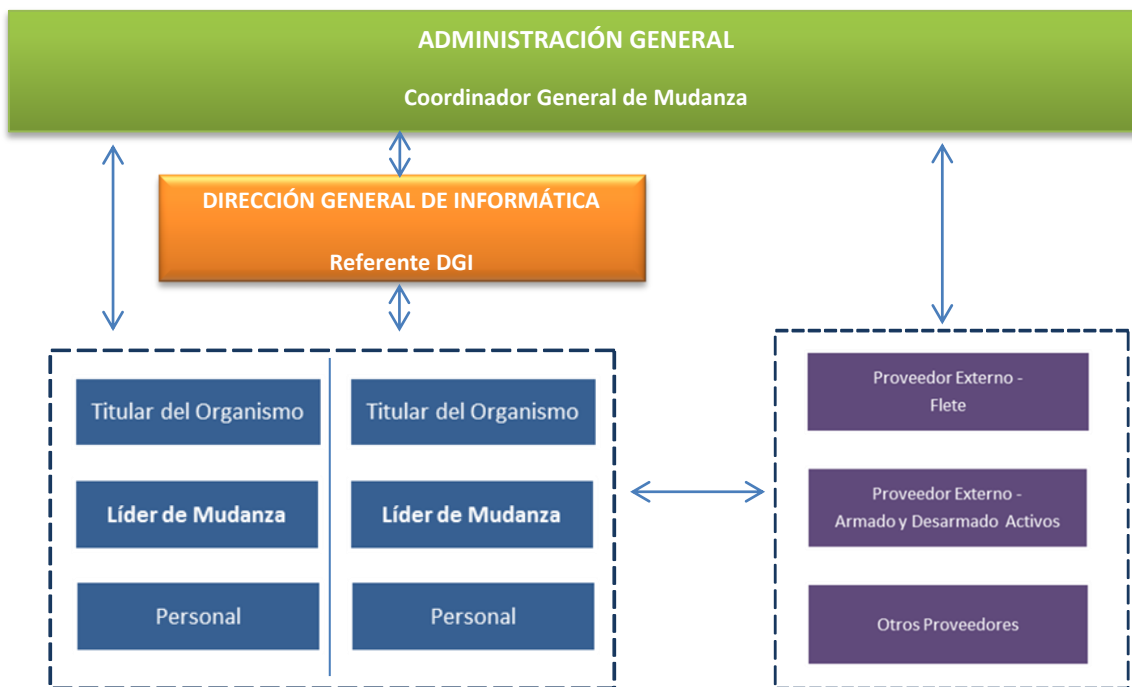 ADMINISTRACIÓN GENERAL
Coordinador General de Mudanza
DIRECCIÓN GENERAL DE INFORMÁTICA
Referente DGI
Titular del Organismo
Líder de Mudanza
Personal
Titular del Organismo
Líder de Mudanza
Personal
Proveedor Externo -
Flete
Proveedor Externo -
Armado y Desarmado Activos
Otros Proveedores